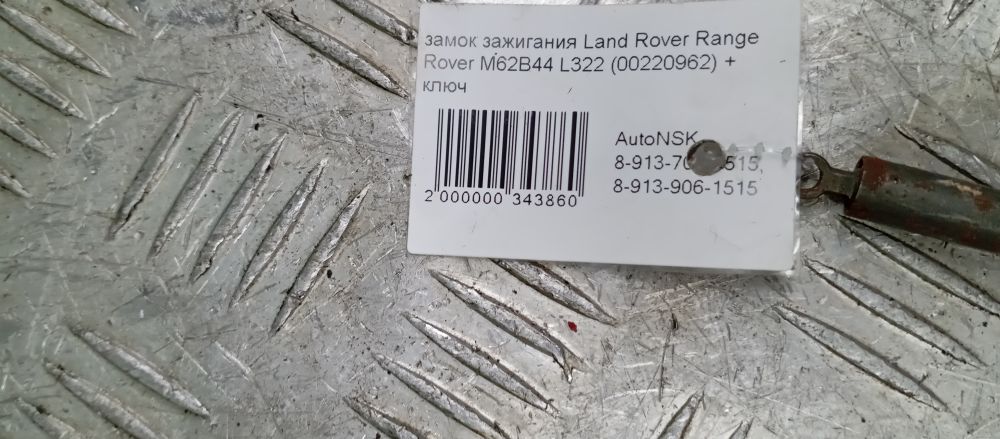 замок зажигания Land Rover Range
Rover M62B44 L322 (00220962) +
ключ
AutoNSK
8-913-906-1515
2 000000 343860